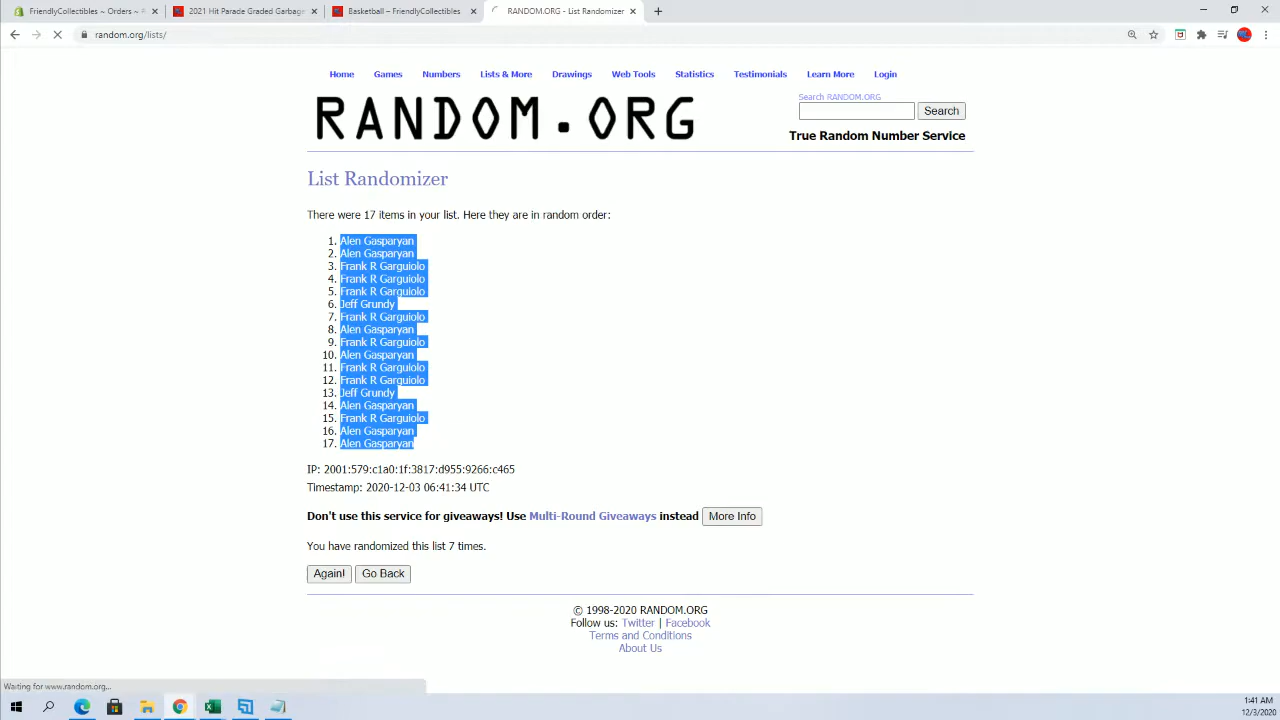 FriendlyCollectibles ~ Orders ~
2021 Hit Parade Graded Garbage
Basketball – FriendlyCollectibles
RANDOM.ORG - List Randomizer
random.org/lists/
Home Games Numbers Lists & More Drawings Web Tools Statistics Testimonials Learn More Login
RANDOM.ORG
Search RANDOM.ORG
Search
True Random Number Service
List Randomizer
There were 17 items in your list. Here they are in random order:
1. Alen Gasparyan
2. Alen Gasparyan
3. Frank R Garguiolo
4. Frank R Garguiolo
5. Frank R Garguiolo
6. Jeff Grundy
7. Frank R Garguiolo
8. Alen Gasparyan
9. Frank R Garguiolo
10. Alen Gasparyan
11. Frank R Garguiolo
12. Frank R Garguiolo
13. Jeff Grundy
14. Alen Gasparyan
15. Frank R Garguiolo
16. Alen Gasparyan
17. Alen Gasparyan
IP: 2001:579:c1a0:1f:3817:d955:9266:c465
Timestamp: 2020-12-03 06:41:34 UTC
Don't use this service for giveaways! Use Multi-Round Giveaways instead More Info
You have randomized this list 7 times.
Again! Go Back
© 1998-2020 RANDOM.ORG
Follow us: Twitter | Facebook
Terms and Conditions
About Us
Waiting for www.random.org...
1:41 AM
12/3/2020